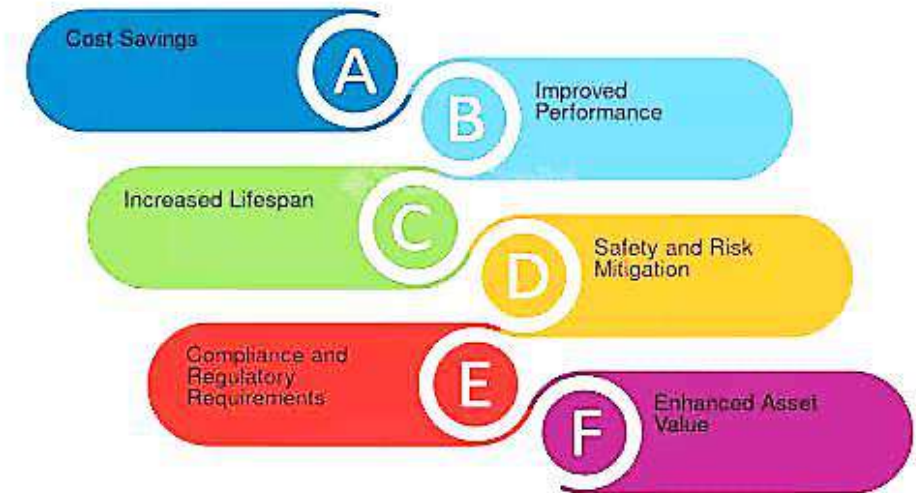 Cost Savings
A
B
Improved
Performance
Increased Lifespan
C
D
Safety and Risk
Mitigation
Compliance and
Regulatory
Requirements
E
F
Enhanced Asset
Value